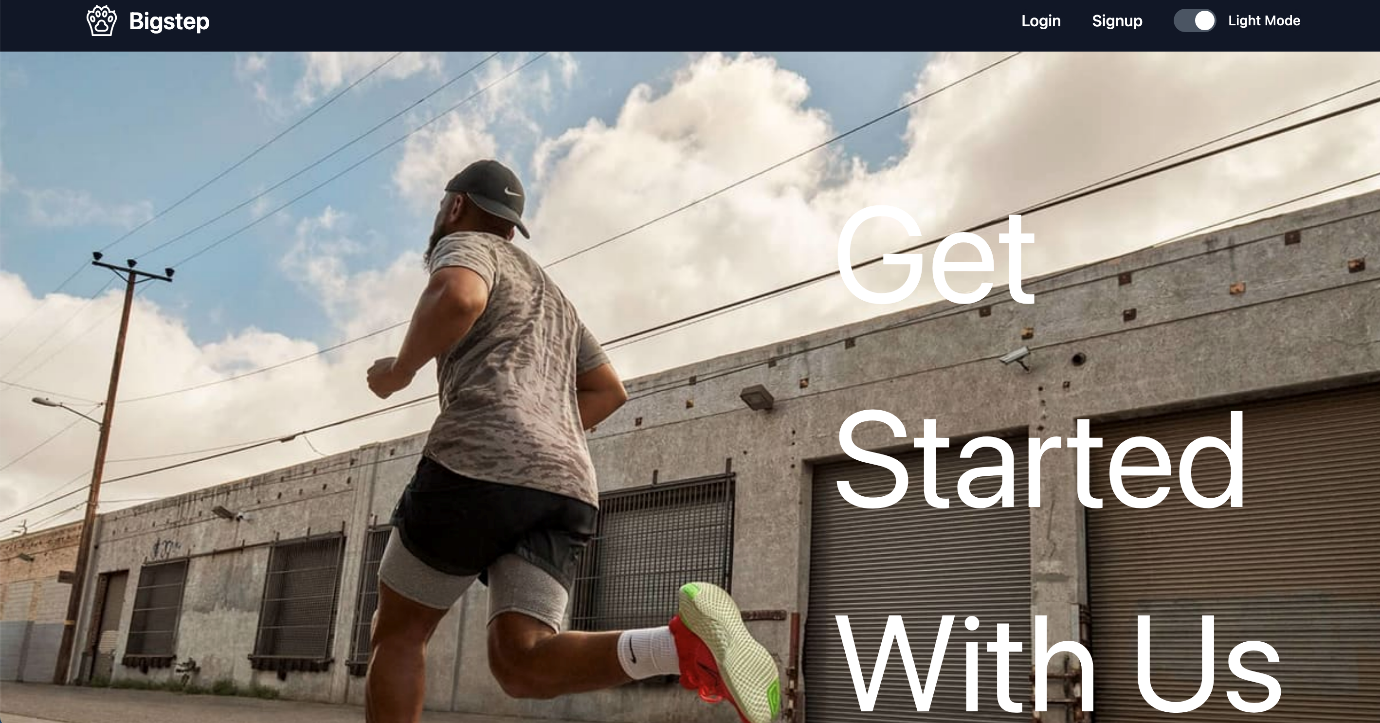 Bigstep
Login
Signup
Light Mode
Get
Started
With Us